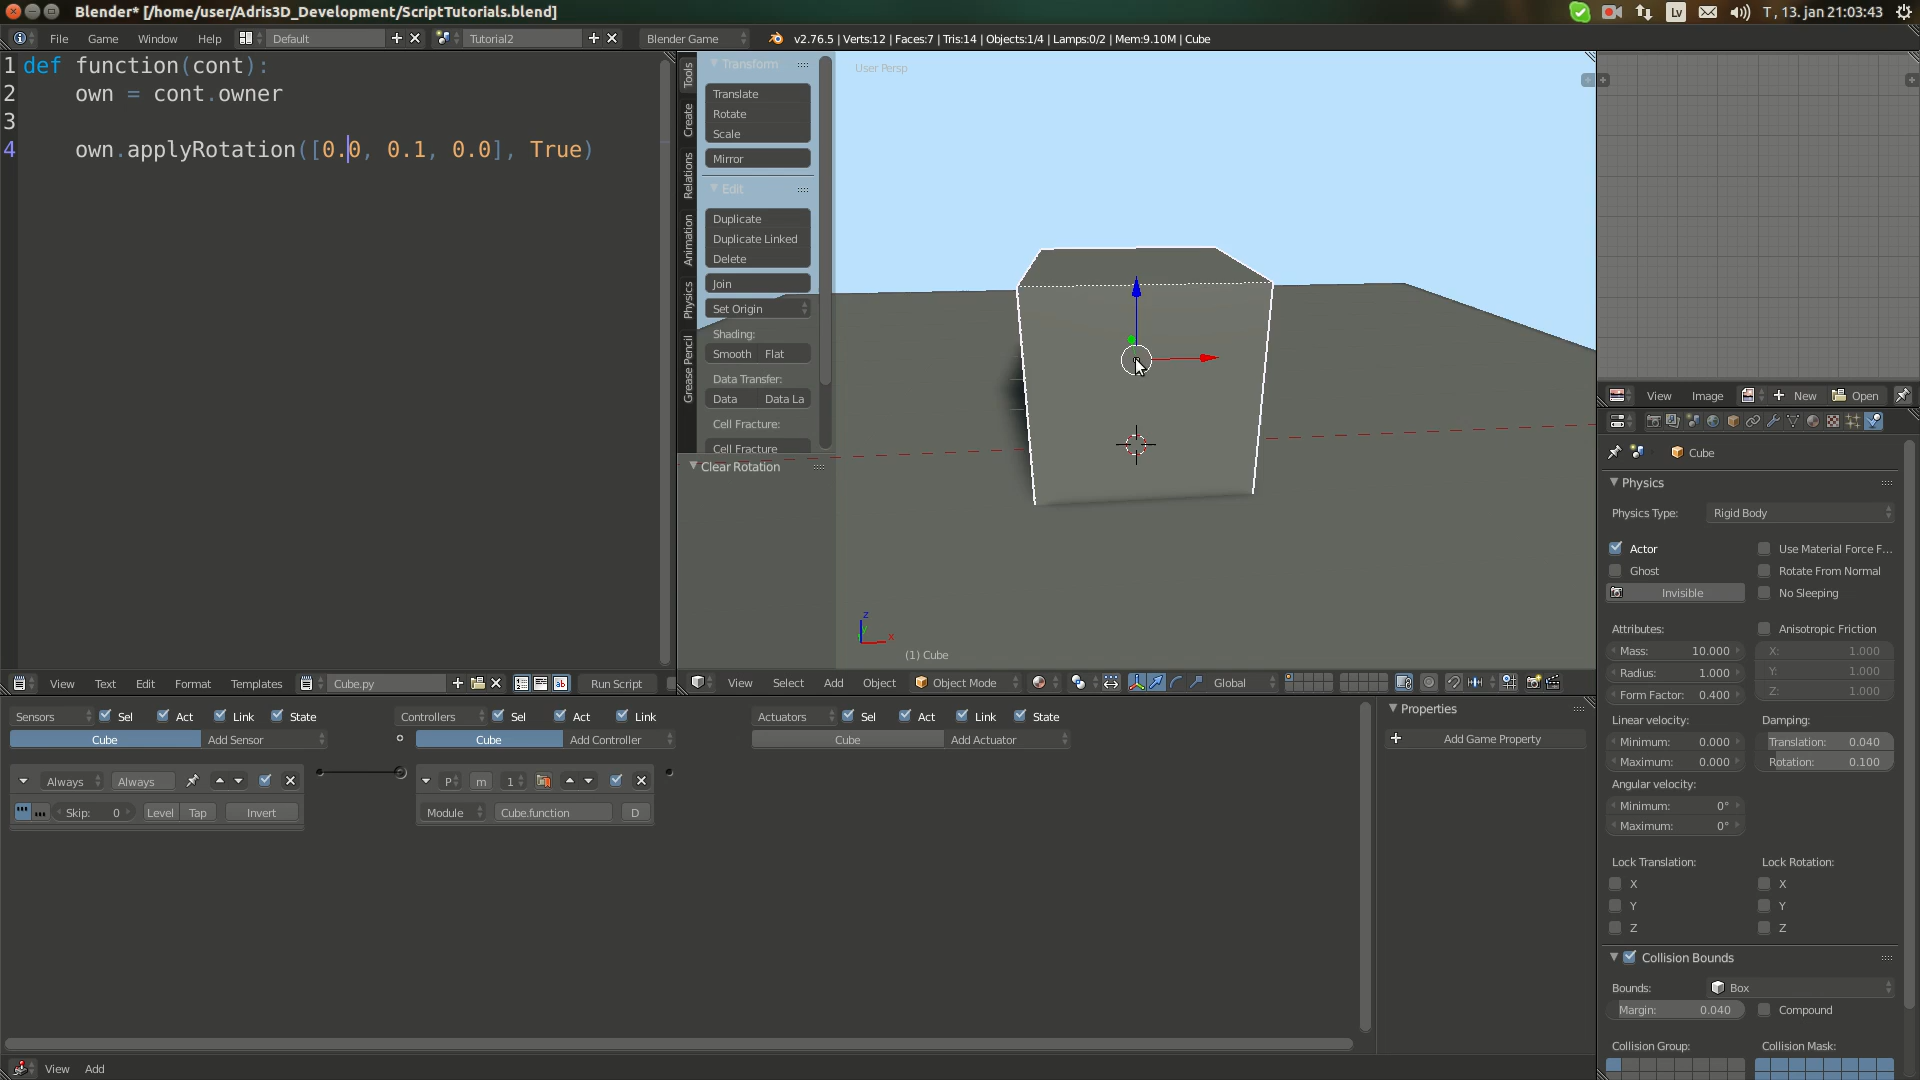 Blender* [/home/user/Adris3D_Development/ScriptTutorials.blend]
Lv
T , 13. jan 21:03:43
File Game Window Help Default Tutorial2 Blender Game v2.76.5 | Verts:12 | Faces:7 | Tris:14 | Objects:1/4 | Lamps:0/2 | Mem:9.10M | Cube
1 def function(cont):
2 own = cont.owner
3
4 own.applyRotation([0.0, 0.1, 0.0], True)
Tools
Create
Relations
Animation
Physics
Grease Pencil
Transform
Translate
Rotate
Scale
Mirror
Edit
Duplicate
Duplicate Linked
Delete
Join
Set Origin
Shading:
Smooth Flat
Data Transfer:
Data Data La
Cell Fracture:
Cell Fracture
Clear Rotation
User Persp
z
y
x
(1) Cube
View Image New Open
Cube
Physics
Physics Type: Rigid Body
Actor Use Material Force F...
Ghost Rotate From Normal
Invisible No Sleeping
Attributes: Anisotropic Friction
Mass: 10.000 X: 1.000
Radius: 1.000 Y: 1.000
Form Factor: 0.400 Z: 1.000
Linear velocity: Damping:
Minimum: 0.000 Translation: 0.040
Maximum: 0.000 Rotation: 0.100
Angular velocity:
Minimum: 0°
Maximum: 0°
Lock Translation: Lock Rotation:
X X
Y Y
Z Z
Collision Bounds
Bounds: Box
Margin: 0.040 Compound
Collision Group: Collision Mask:
View Text Edit Format Templates Cube.py Run Script
View Select Add Object Object Mode Global
Sensors Sel Act Link State Controllers Sel Act Link Actuators Sel Act Link State
Cube Add Sensor Cube Add Controller Cube Add Actuator
Always Always P m 1
Skip: 0 Level Tap Invert Module Cube.function D
Properties
Add Game Property
View Add